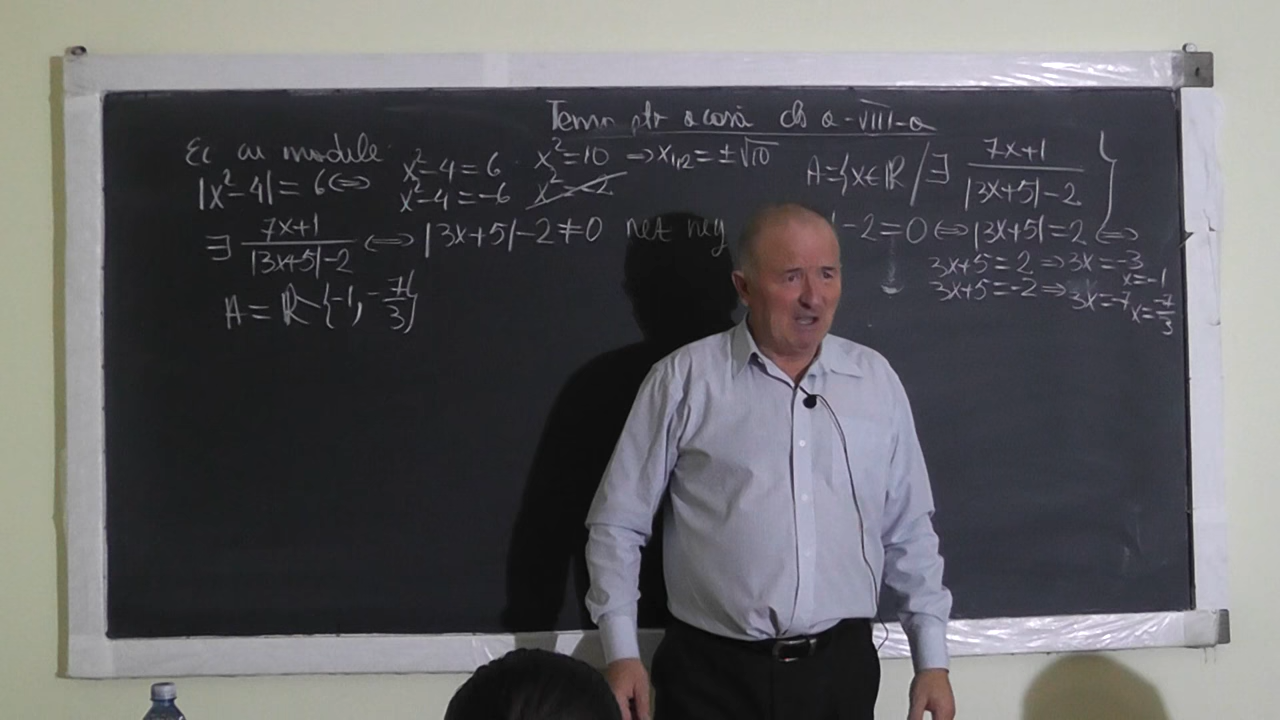 Tema ptr acasă cls a-VIII-a
Ec cu module
|x²-4| = 6 ⇔ x²-4=6 x²=10 ⇒ x₁,₂=±√10
x²-4=-6 x²=-2
A={x∈ℝ / ∃ (7x+1)/(|3x+5|-2)}
∃ (7x+1)/(|3x+5|-2) ⇔ |3x+5|-2≠0 met neg |-2=0 ⇔ |3x+5|=2 ⇔
3x+5=2 ⇒ 3x=-3 x=-1
3x+5=-2 ⇒ 3x=-7 x=-7/3
A = ℝ\{-1, -7/3}